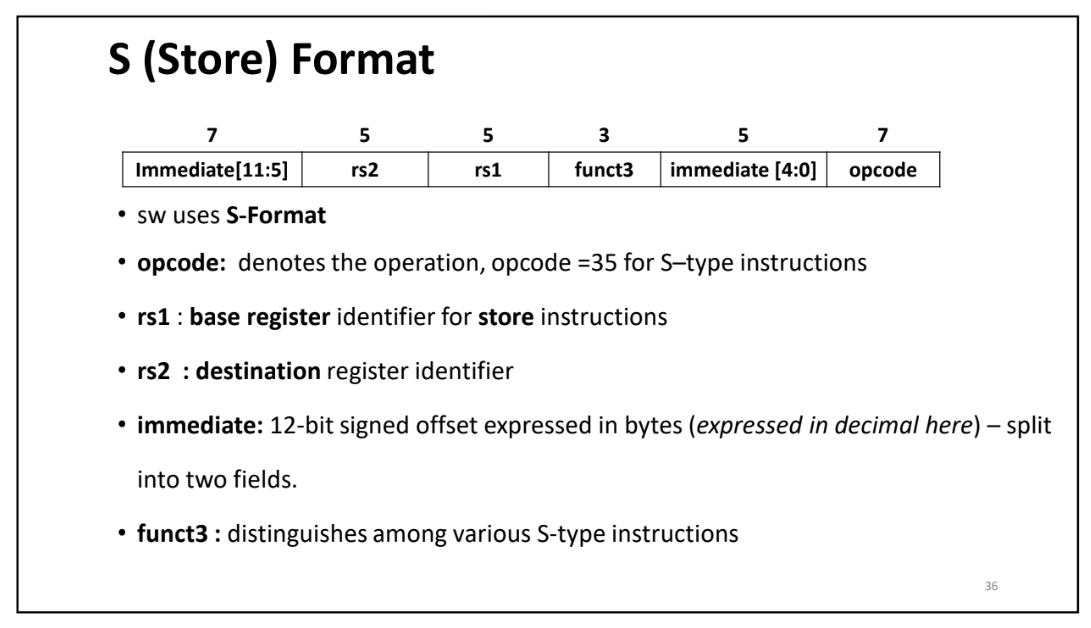 S (Store) Format
7 5 5 3 5 7
Immediate[11:5] rs2 rs1 funct3 immediate [4:0] opcode
• sw uses S-Format
• opcode: denotes the operation, opcode =35 for S–type instructions
• rs1 : base register identifier for store instructions
• rs2 : destination register identifier
• immediate: 12-bit signed offset expressed in bytes (expressed in decimal here) – split
into two fields.
• funct3 : distinguishes among various S-type instructions
36